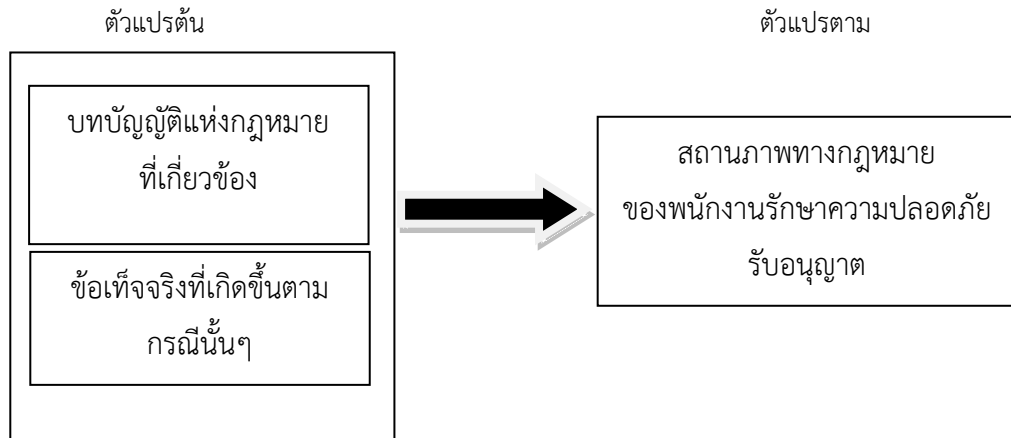 ตัวแปรต้น
ตัวแปรตาม
บทบัญญัติแห่งกฎหมาย
ที่เกี่ยวข้อง
ข้อเท็จจริงที่เกิดขึ้นตาม
กรณีนั้นๆ
สถานภาพทางกฎหมาย
ของพนักงานรักษาความปลอดภัย
รับอนุญาต